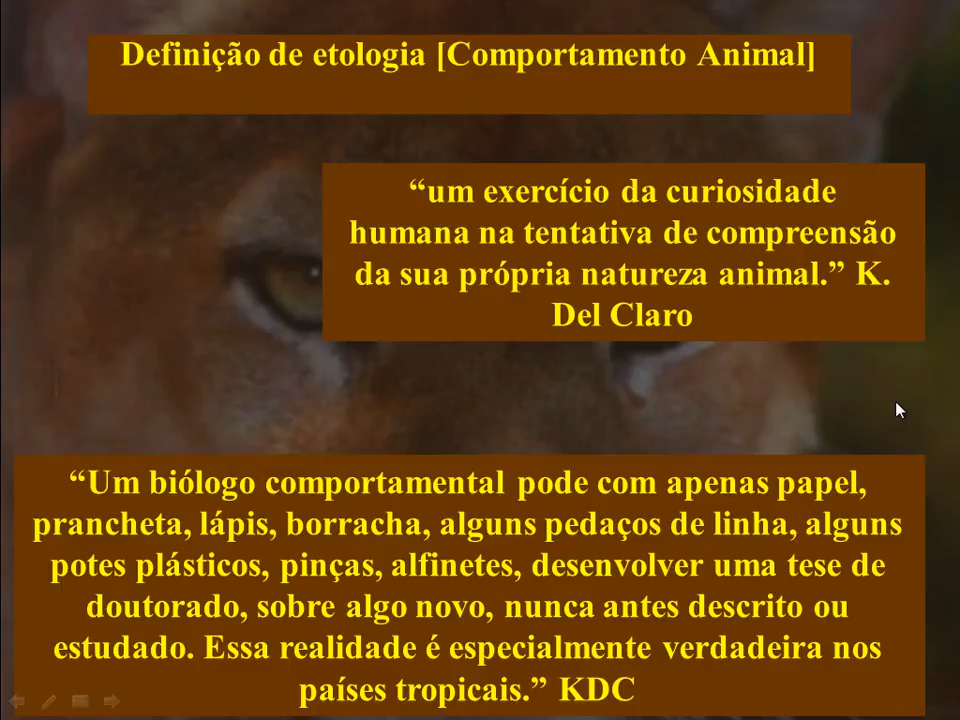 Definição de etologia [Comportamento Animal]
“um exercício da curiosidade
humana na tentativa de compreensão
da sua própria natureza animal.” K.
Del Claro
“Um biólogo comportamental pode com apenas papel,
prancheta, lápis, borracha, alguns pedaços de linha, alguns
potes plásticos, pinças, alfinetes, desenvolver uma tese de
doutorado, sobre algo novo, nunca antes descrito ou
estudado. Essa realidade é especialmente verdadeira nos
países tropicais.” KDC